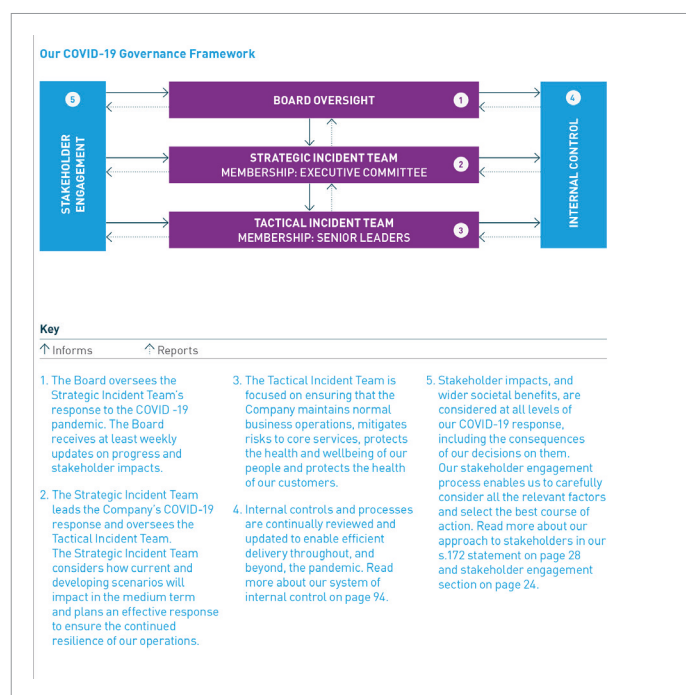 Our COVID-19 Governance Framework
5
STAKEHOLDER
ENGAGEMENT
BOARD OVERSIGHT
1
STRATEGIC INCIDENT TEAM
MEMBERSHIP: EXECUTIVE COMMITTEE
2
TACTICAL INCIDENT TEAM
MEMBERSHIP: SENIOR LEADERS
3
4
INTERNAL CONTROL
Key
Informs
Reports
1. The Board oversees the
Strategic Incident Team's
response to the COVID -19
pandemic. The Board
receives at least weekly
updates on progress and
stakeholder impacts.
2. The Strategic Incident Team
leads the Company's COVID-19
response and oversees the
Tactical Incident Team.
The Strategic Incident Team
considers how current and
developing scenarios will
impact in the medium term
and plans an effective response
to ensure the continued
resilience of our operations.
3. The Tactical Incident Team is
focused on ensuring that the
Company maintains normal
business operations, mitigates
risks to core services, protects
the health and wellbeing of our
people and protects the health
of our customers.
4. Internal controls and processes
are continually reviewed and
updated to enable efficient
delivery throughout, and
beyond, the pandemic. Read
more about our system of
internal control on page 94.
5. Stakeholder impacts, and
wider societal benefits, are
considered at all levels of
our COVID-19 response,
including the consequences
of our decisions on them.
Our stakeholder engagement
process enables us to carefully
consider all the relevant factors
and select the best course of
action. Read more about our
approach to stakeholders in our
s.172 statement on page 28
and stakeholder engagement
section on page 24.